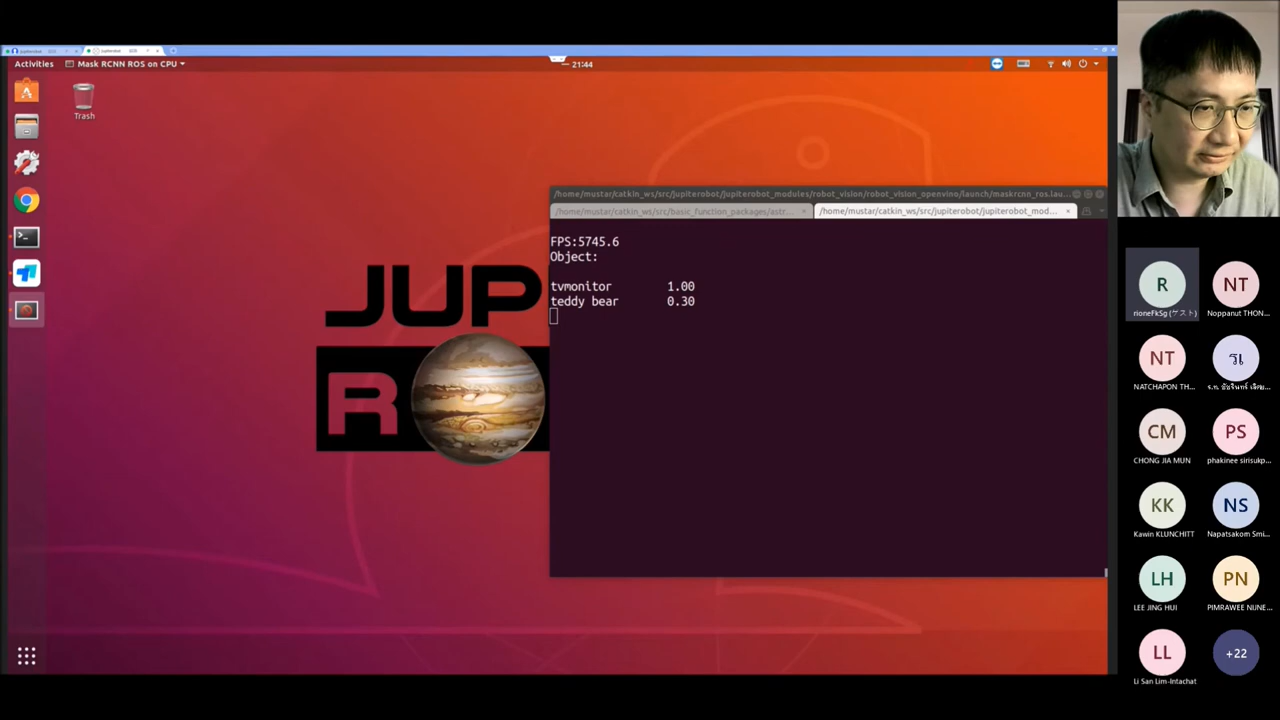 Activities
Mask RCNN ROS on CPU
21:44
Trash
JUP
R
/home/mustar/catkin_ws/src/jupiterobot/jupiterobot_modules/robot_vision/robot_vision_openvino/launch/maskrcnn_ros.lau...
/home/mustar/catkin_ws/src/basic_function_packages/astr...
/home/mustar/catkin_ws/src/jupiterobot/jupiterobot_mod...
FPS:5745.6
Object:
tvmonitor 1.00
teddy bear 0.30
R
rioneFkSg (ゲスト)
NT
Noppanut THON...
NT
NATCHAPON TH...
รเ
CM
CHONG JIA MUN
PS
phakinee sirisukp...
KK
Kawin KLUNCHITT
NS
Napatsakorn Smi...
LH
LEE JING HUI
PN
PIMRAWEE NUNE...
LL
Li San Lim-Intachat
+22